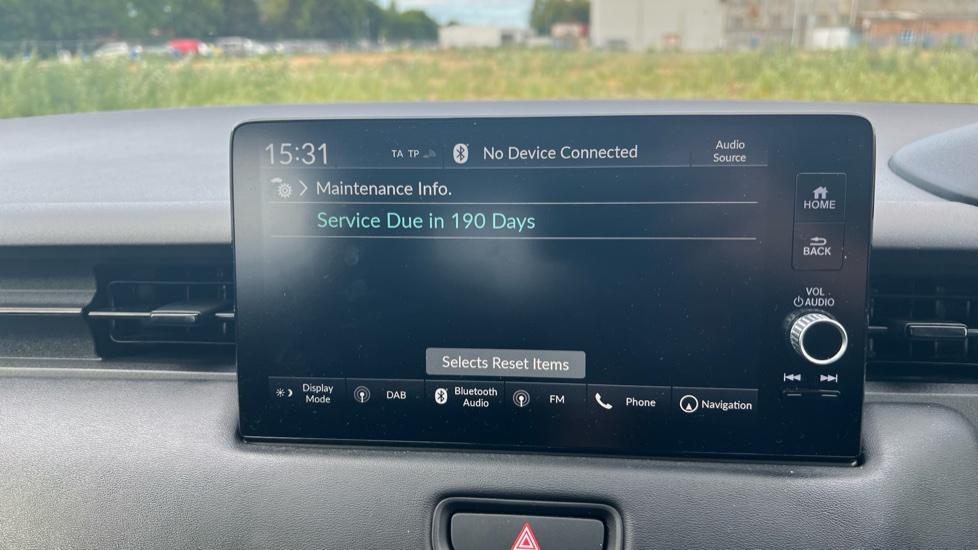 15:31
TA TP
No Device Connected
Audio
Source
Maintenance Info.
Service Due in 190 Days
HOME
BACK
VOL
AUDIO
Selects Reset Items
Display
Mode
DAB
Bluetooth
Audio
FM
Phone
Navigation